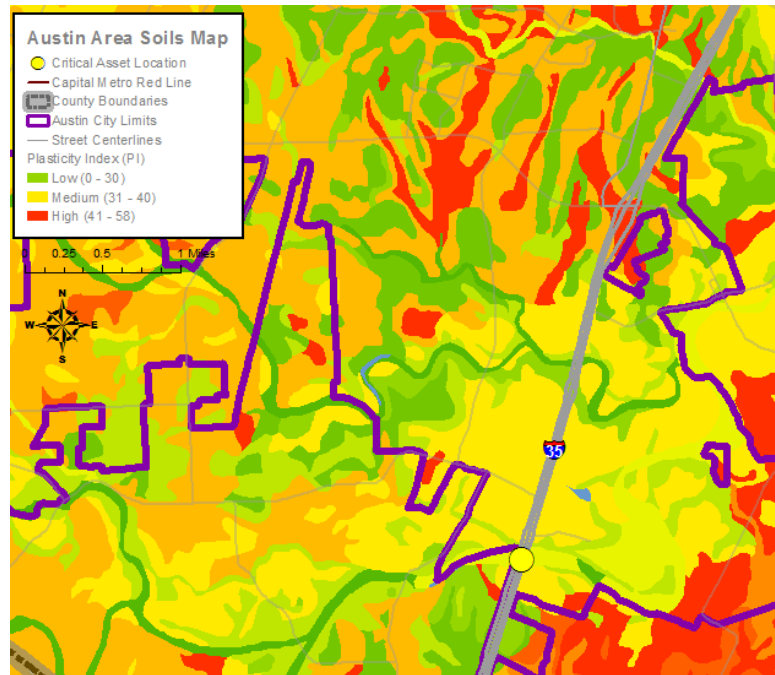 Austin Area Soils Map
Critical Asset Location
Capital Metro Red Line
County Boundaries
Austin City Limits
Street Centerlines
Plasticity Index (PI)
Low (0 - 30)
Medium (31 - 40)
High (41 - 58)
0 0.25 0.5 1 Miles
N
W E
S
35